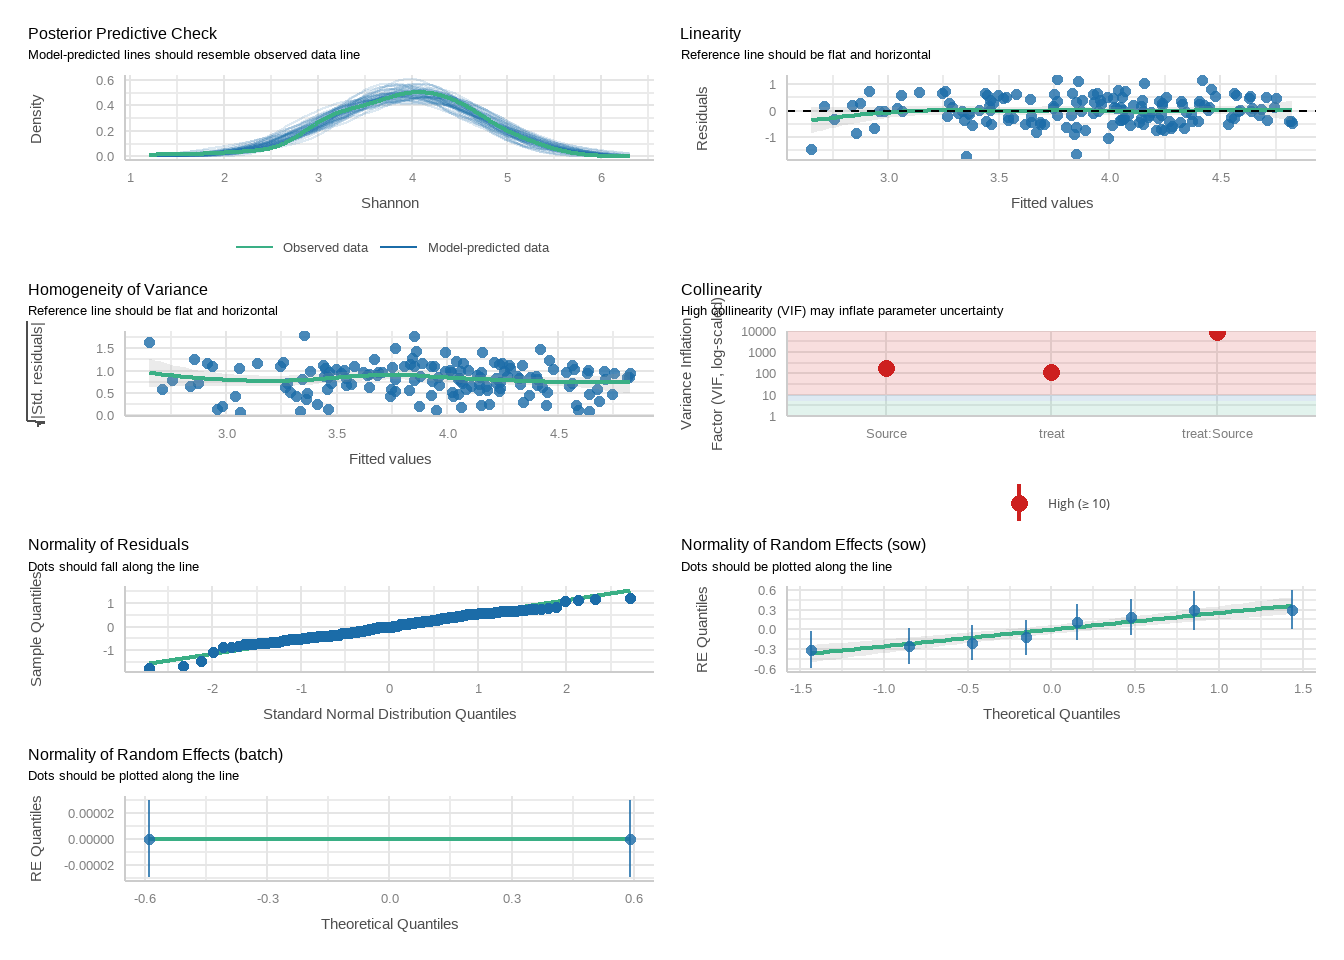 Posterior Predictive Check
Model-predicted lines should resemble observed data line
Density
0.6
0.4
0.2
0.0
1 2 3 4 5 6
Shannon
Observed data Model-predicted data
Linearity
Reference line should be flat and horizontal
Residuals
1
0
-1
3.0 3.5 4.0 4.5
Fitted values
Homogeneity of Variance
Reference line should be flat and horizontal
√|Std. residuals|
1.5
1.0
0.5
0.0
3.0 3.5 4.0 4.5
Fitted values
Collinearity
High collinearity (VIF) may inflate parameter uncertainty
Variance Inflation
Factor (VIF, log-scaled)
10000
1000
100
10
1
Source treat treat:Source
High (≥ 10)
Normality of Residuals
Dots should fall along the line
Sample Quantiles
1
0
-1
-2 -1 0 1 2
Standard Normal Distribution Quantiles
Normality of Random Effects (sow)
Dots should be plotted along the line
RE Quantiles
0.6
0.3
0.0
-0.3
-0.6
-1.5 -1.0 -0.5 0.0 0.5 1.0 1.5
Theoretical Quantiles
Normality of Random Effects (batch)
Dots should be plotted along the line
RE Quantiles
0.00002
0.00000
-0.00002
-0.6 -0.3 0.0 0.3 0.6
Theoretical Quantiles